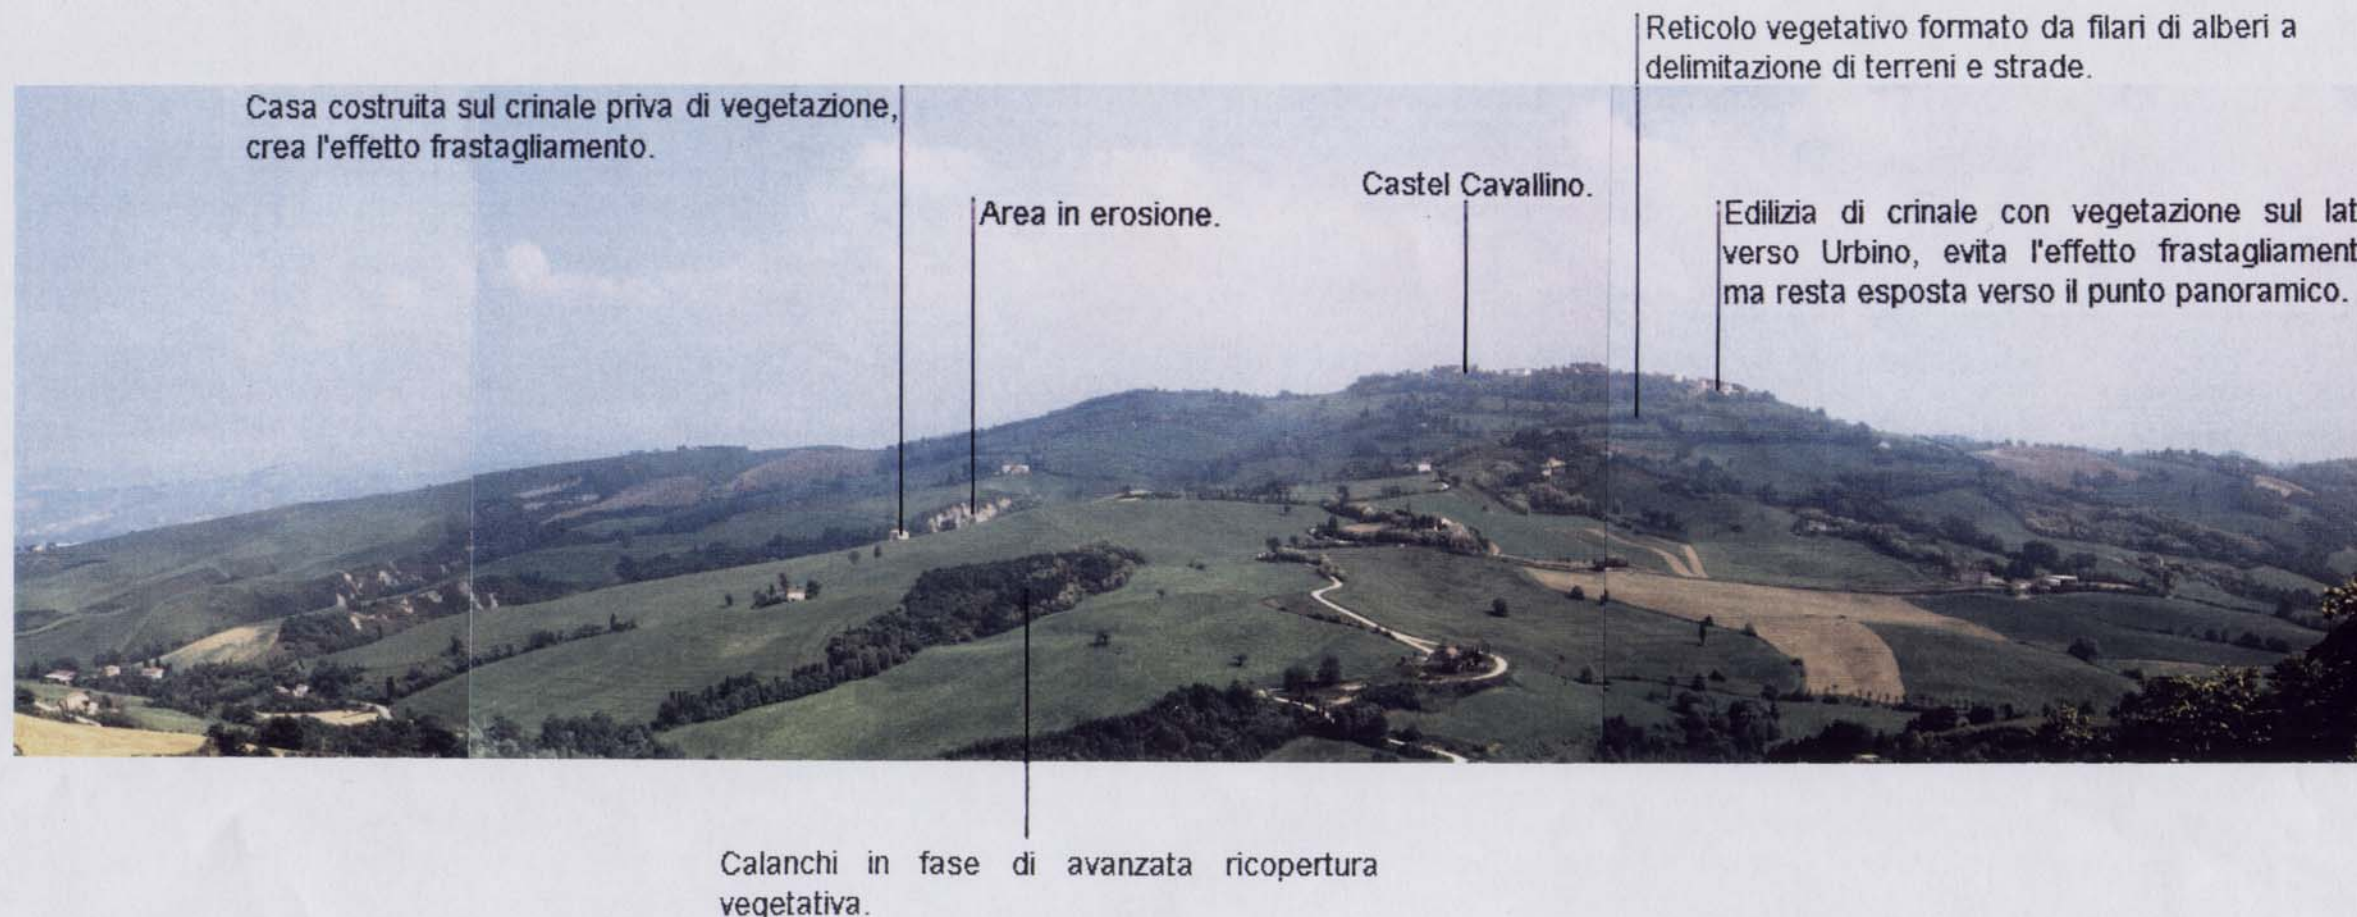 Reticolo vegetativo formato da filari di alberi a
delimitazione di terreni e strade.
Casa costruita sul crinale priva di vegetazione,
crea l'effetto frastagliamento.
Castel Cavallino.
Area in erosione.
Edilizia di crinale con vegetazione sul lat
verso Urbino, evita l'effetto frastagliament
ma resta esposta verso il punto panoramico.
Calanchi in fase di avanzata ricopertura
vegetativa.